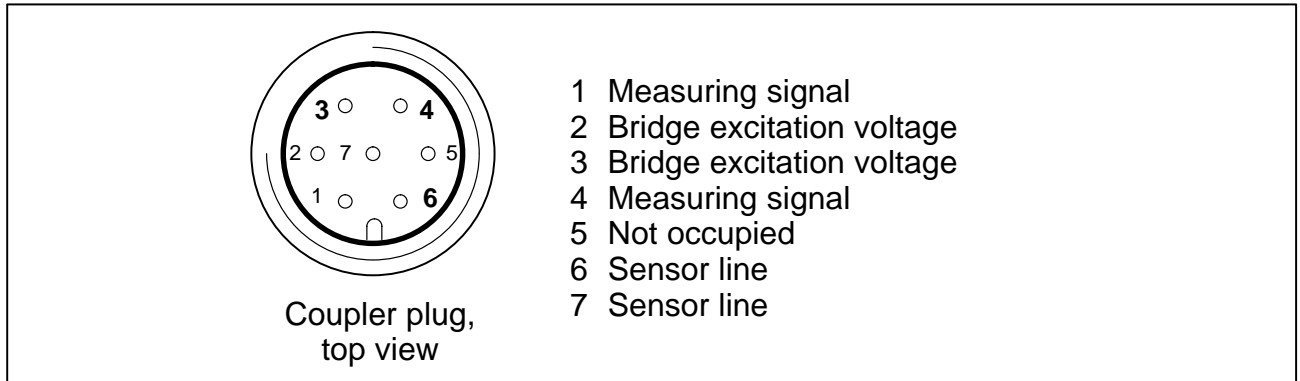 3 4
2 7 5
1 6
Coupler plug,
top view
1 Measuring signal
2 Bridge excitation voltage
3 Bridge excitation voltage
4 Measuring signal
5 Not occupied
6 Sensor line
7 Sensor line